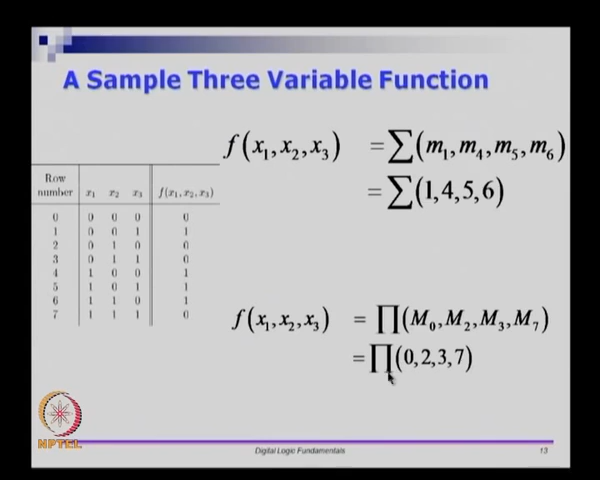 A Sample Three Variable Function
f(x₁,x₂,x₃) = ∑(m₁,m₄,m₅,m₆)
= ∑(1,4,5,6)
Row number x₁ x₂ x₃ f(x₁,x₂,x₃)
0 0 0 0 0
1 0 0 1 1
2 0 1 0 0
3 0 1 1 0
4 1 0 0 1
5 1 0 1 1
6 1 1 0 1
7 1 1 1 0
f(x₁,x₂,x₃) = ∏(M₀,M₂,M₃,M₇)
= ∏(0,2,3,7)
NPTEL
Digital Logic Fundamentals 13